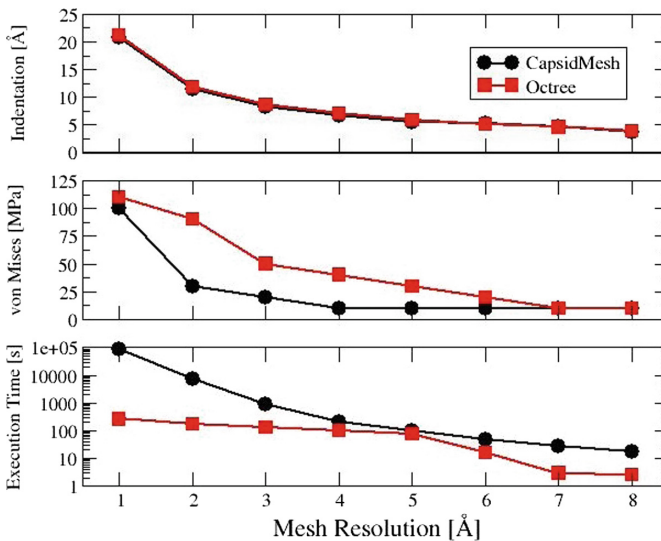 Indentation [Å]
25
20
15
10
5
0
CapsidMesh
Octree
von Mises [MPa]
125
100
75
50
25
0
Execution Time [s]
1e+05
10000
1000
100
10
1
1 2 3 4 5 6 7 8
Mesh Resolution [Å]